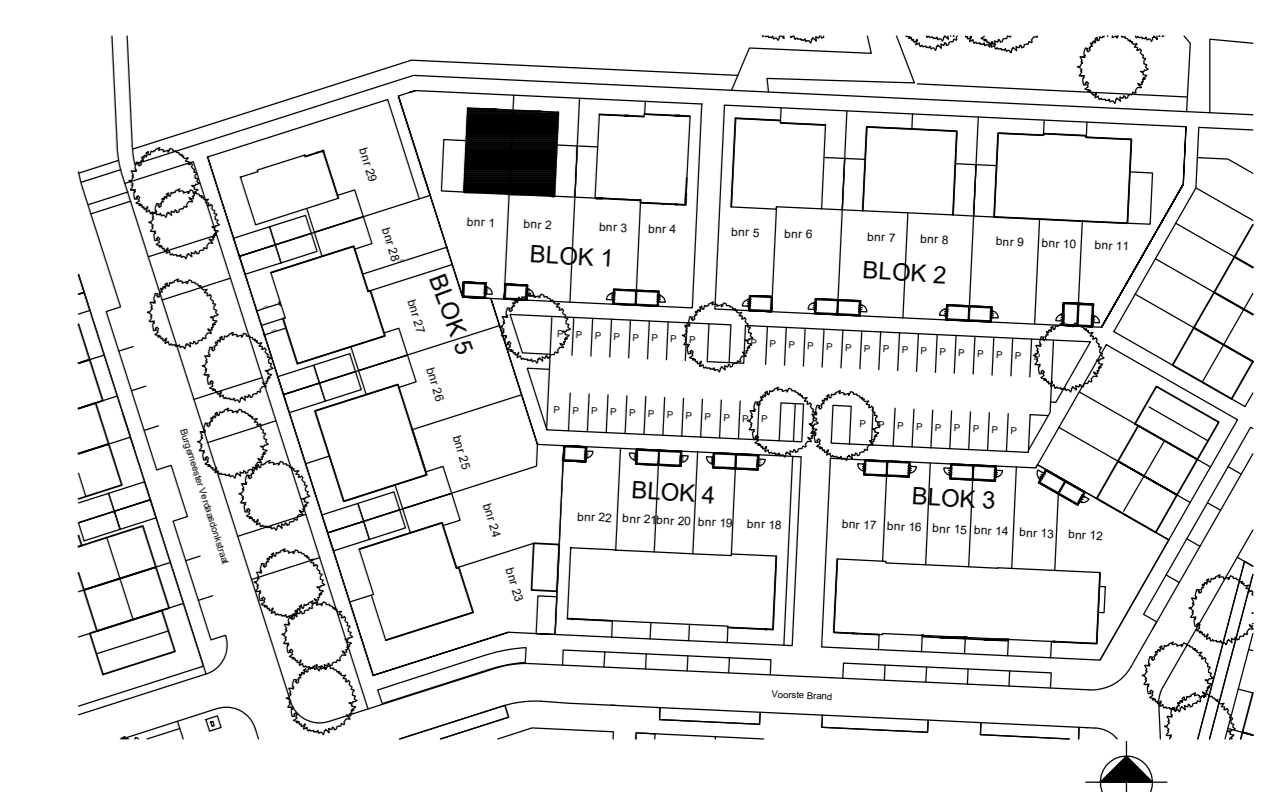 bnr 29
bnr 28
bnr 27
bnr 26
bnr 25
bnr 24
bnr 23
BLOK 5
bnr 1
bnr 2
bnr 3
bnr 4
BLOK 1
bnr 5
bnr 6
bnr 7
bnr 8
bnr 9
bnr 10
bnr 11
BLOK 2
P P P P P P P P P P P P P P P P P P P P P P P
P P P P P P P P P P P P P P P P P P P P P
BLOK 4
bnr 22
bnr 21
bnr 20
bnr 19
bnr 18
BLOK 3
bnr 17
bnr 16
bnr 15
bnr 14
bnr 13
bnr 12
Burgemeester Verdaasdonkstraat
Voorste Brand